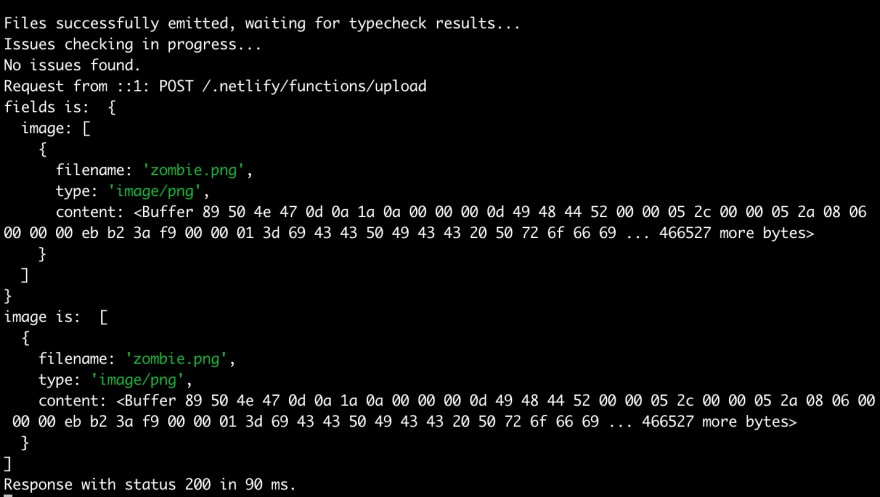 Files successfully emitted, waiting for typecheck results...
Issues checking in progress...
No issues found.
Request from ::1: POST /.netlify/functions/upload
fields is:  {
  image: [
    {
      filename: 'zombie.png',
      type: 'image/png',
      content: <Buffer 89 50 4e 47 0d 0a 1a 0a 00 00 00 0d 49 48 44 52 00 00 05 2c 00 00 05 2a 08 06
00 00 00 eb b2 3a f9 00 00 01 3d 69 43 43 50 49 43 43 20 50 72 6f 66 69 ... 466527 more bytes>
    }
  ]
}
image is:  [
  {
    filename: 'zombie.png',
    type: 'image/png',
    content: <Buffer 89 50 4e 47 0d 0a 1a 0a 00 00 00 0d 49 48 44 52 00 00 05 2c 00 00 05 2a 08 06 00
 00 00 eb b2 3a f9 00 00 01 3d 69 43 43 50 49 43 43 20 50 72 6f 66 69 ... 466527 more bytes>
  }
]
Response with status 200 in 90 ms.